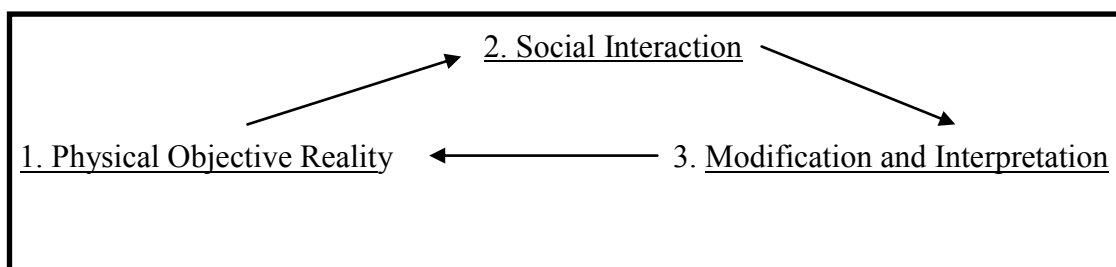 2. Social Interaction
1. Physical Objective Reality
3. Modification and Interpretation